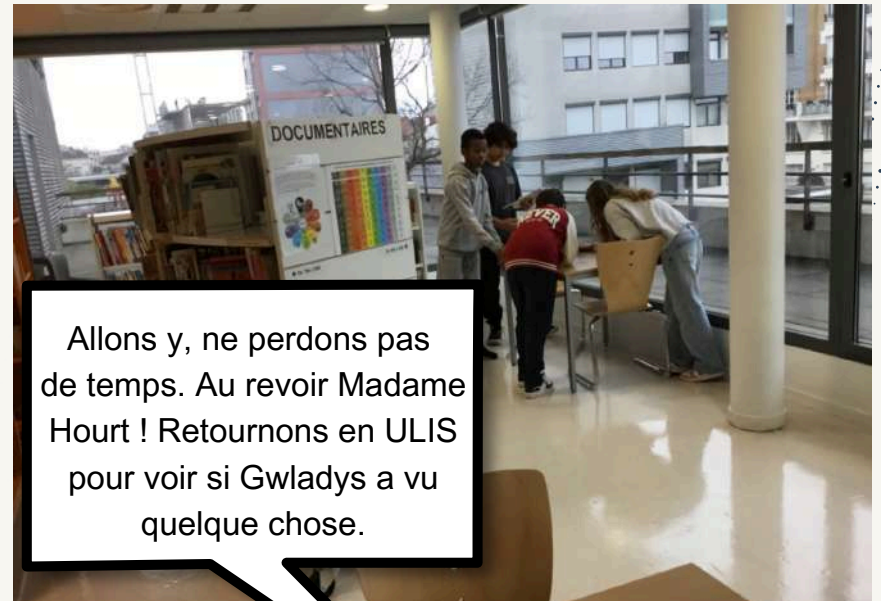 DOCUMENTAIRES
Allons y, ne perdons pas
de temps. Au revoir Madame
Hourt ! Retournons en ULIS
pour voir si Gwladys a vu
quelque chose.